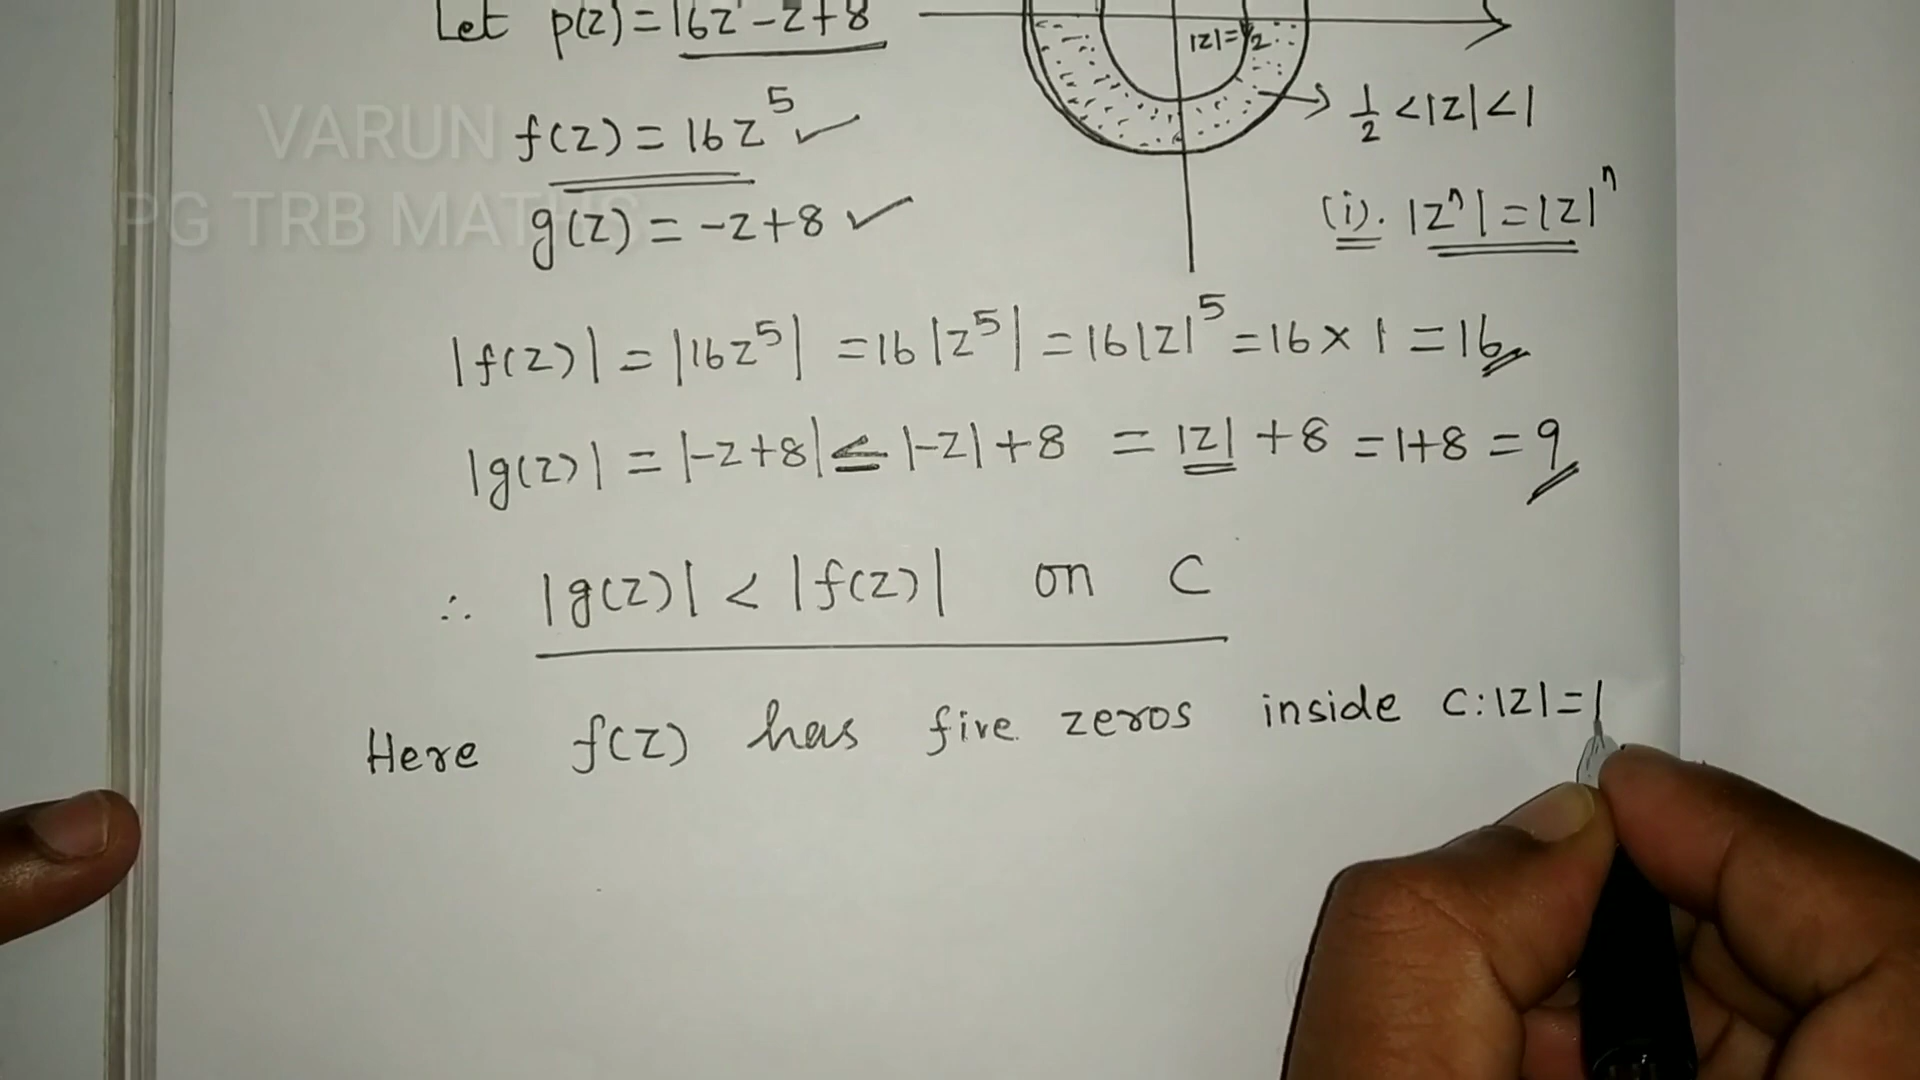 Let p(z) = 16z⁵ - z + 8
|z| = ½
½ < |z| < 1
VARUN
PG TRB MATHS
f(z) = 16z⁵ ✓
g(z) = -z+8 ✓
(i). |zⁿ| = |z|ⁿ
|f(z)| = |16z⁵| = 16|z⁵| = 16|z|⁵ = 16 × 1 = 16
|g(z)| = |-z+8| ≤ |-z|+8 = |z|+8 = 1+8 = 9
∴ |g(z)| < |f(z)| on C
Here f(z) has five zeros inside C:|z|=1